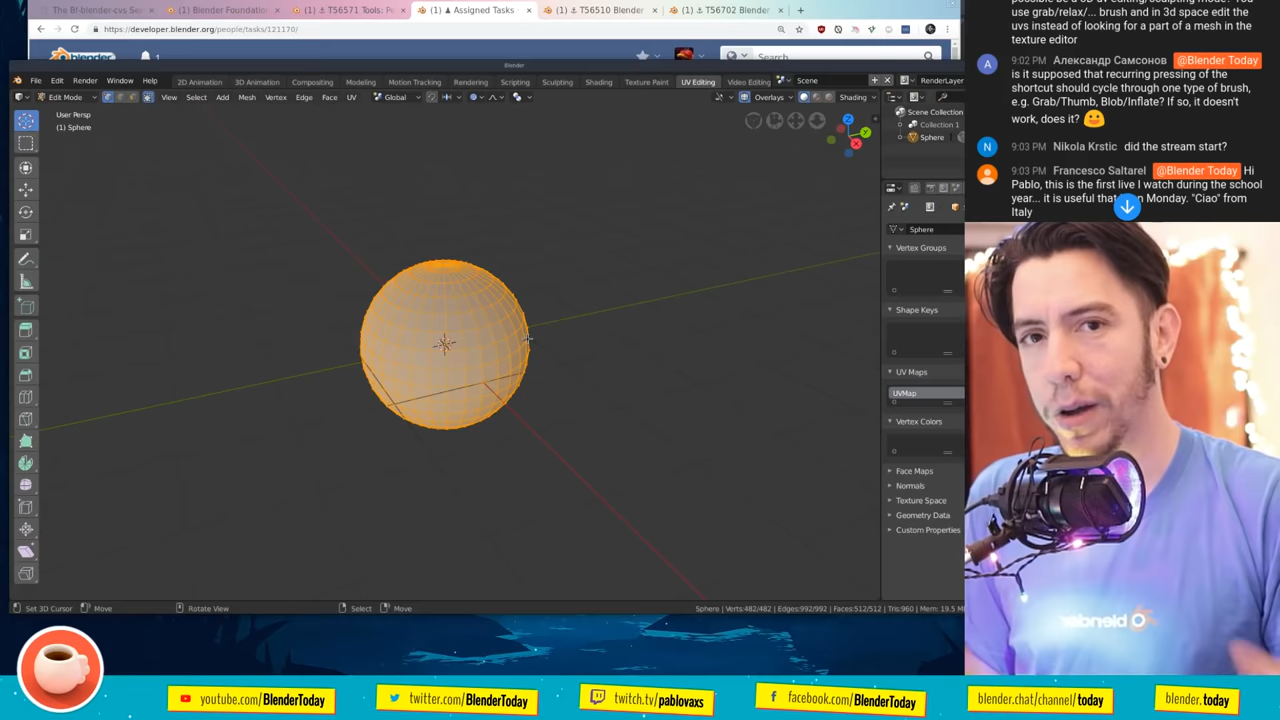 The Bf-blender-cvs Se
(1) Blender Foundation
(1) T56571 Tools: Pe
(1) Assigned Tasks
(1) T56510 Blender
(1) T56702 Blender
https://developer.blender.org/people/tasks/121170/
blender
1
Search
Blender
File Edit Render Window Help
2D Animation 3D Animation Compositing Modeling Motion Tracking Rendering Scripting Sculpting Shading Texture Paint UV Editing Video Editing
Scene
RenderLayer
Edit Mode View Select Add Mesh Vertex Edge Face UV Global Overlays Shading
User Persp
(1) Sphere
Z
Y
X
Scene Collection
Collection 1
Sphere
Sphere
Vertex Groups
Shape Keys
UV Maps
UVMap
Vertex Colors
Face Maps
Normals
Texture Space
Geometry Data
Custom Properties
Set 3D Cursor Move Rotate View Select Move
Sphere | Verts:482/482 | Edges:992/992 | Faces:512/512 | Tris:960 | Mem: 19.5 M
use grab/relax/... brush and in 3d space edit the
uvs instead of looking for a part of a mesh in the
texture editor
A
9:02 PM Александр Самсонов @Blender Today
is it supposed that recurring pressing of the
shortcut should cycle through one type of brush,
e.g. Grab/Thumb, Blob/Inflate? If so, it doesn't
work, does it?
N
9:03 PM Nikola Krstic did the stream start?
9:03 PM Francesco Saltarel @Blender Today Hi
Pablo, this is the first live I watch during the school
year... it is useful that
on Monday. "Ciao" from
Italy
blender
youtube.com/BlenderToday
twitter.com/BlenderToday
twitch.tv/pablovaxs
facebook.com/BlenderToday
blender.chat/channel/today
blender.today